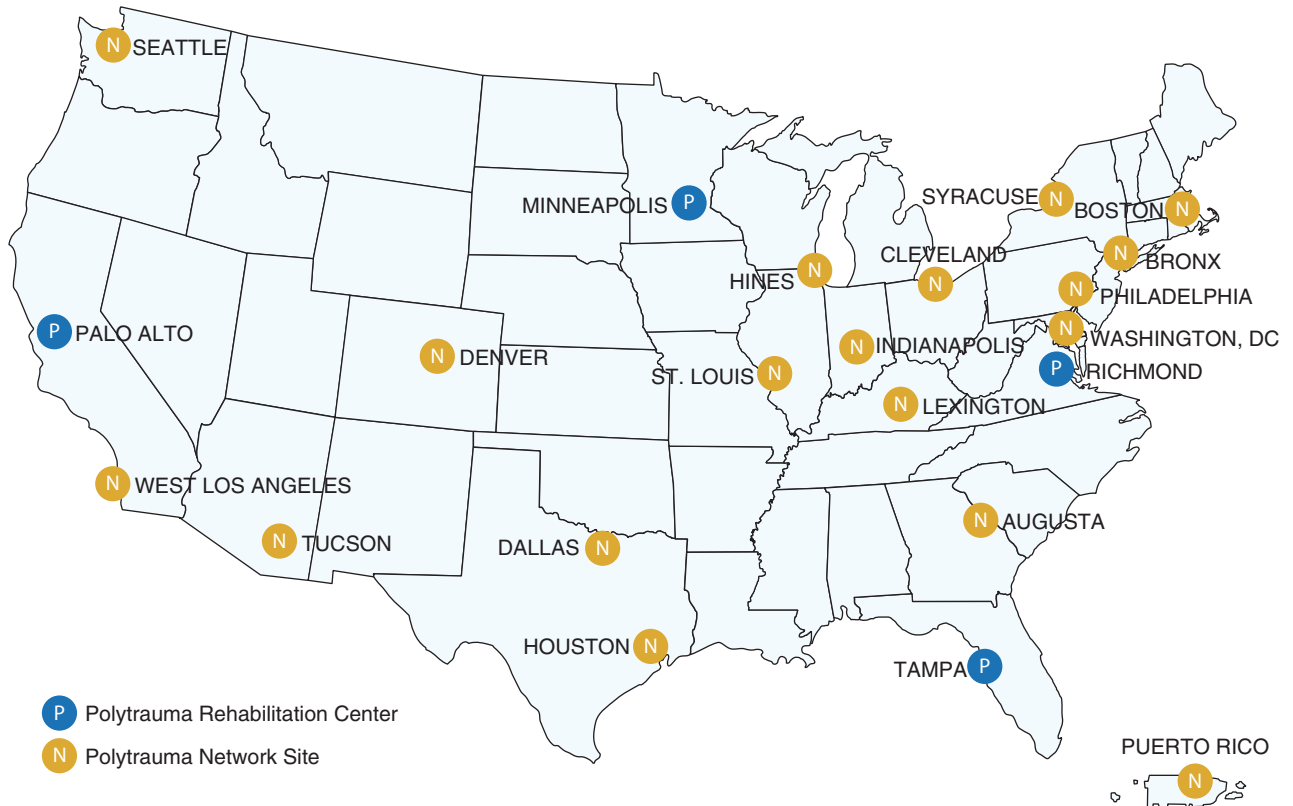 N SEATTLE
MINNEAPOLIS P
SYRACUSE N
BOSTON N
CLEVELAND
N
N BRONX
HINES N
N PHILADELPHIA
P PALO ALTO
N WASHINGTON, DC
N INDIANAPOLIS
N DENVER
P RICHMOND
ST. LOUIS N
N LEXINGTON
N WEST LOS ANGELES
N AUGUSTA
N TUCSON
DALLAS N
HOUSTON N
TAMPA P
P Polytrauma Rehabilitation Center
N Polytrauma Network Site
PUERTO RICO
N